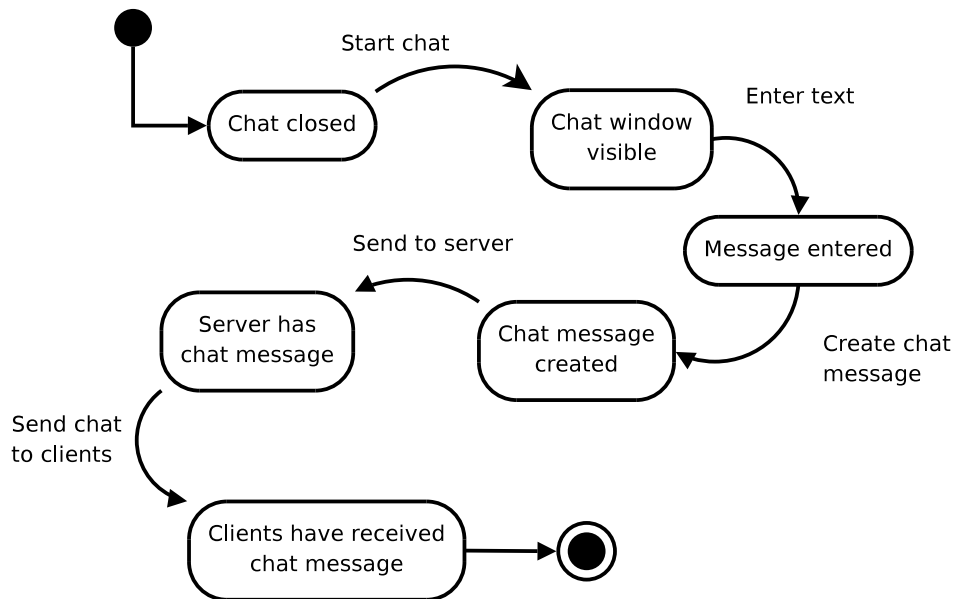 Start chat
Chat closed
Chat window
visible
Enter text
Message entered
Create chat
message
Chat message
created
Send to server
Server has
chat message
Send chat
to clients
Clients have received
chat message